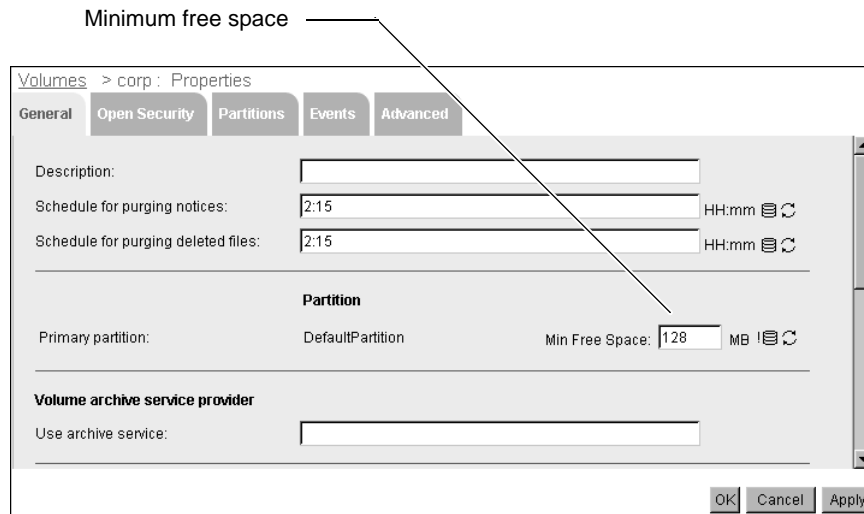 Minimum free space
Volumes > corp : Properties
General Open Security Partitions Events Advanced
Description:
Schedule for purging notices: 2:15 HH:mm
Schedule for purging deleted files: 2:15 HH:mm
Partition
Primary partition: DefaultPartition Min Free Space: 128 MB !
Volume archive service provider
Use archive service:
OK Cancel Apply